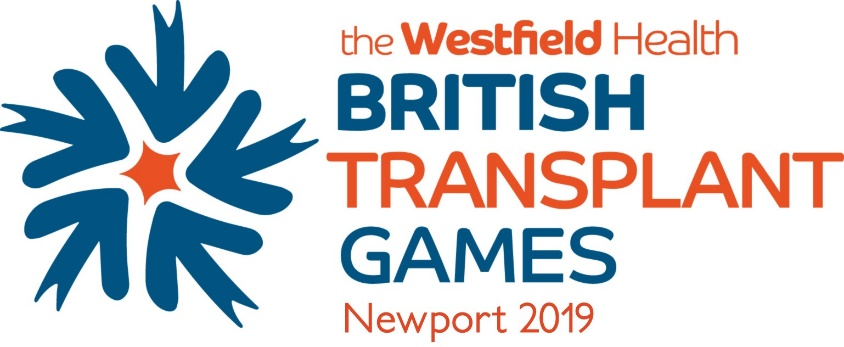 the Westfield Health
BRITISH
TRANSPLANT
GAMES
Newport 2019